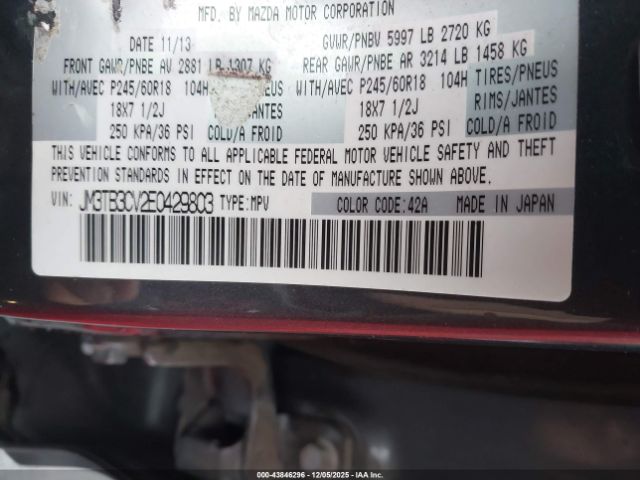 MFD. BY MAZDA MOTOR CORPORATION
DATE 11/13 GVWR/PNBV 5997 LB 2720 KG
FRONT GAWR/PNBE AV 2881 LB 1307 KG REAR GAWR/PNBE AR 3214 LB 1458 KG
WITH/AVEC P245/60R18 104H TIRES/PNEUS WITH/AVEC P245/60R18 104H TIRES/PNEUS
18X7 1/2J RIMS/JANTES 18X7 1/2J RIMS/JANTES
250 KPA/36 PSI COLD/A FROID 250 KPA/36 PSI COLD/A FROID
THIS VEHICLE CONFORMS TO ALL APPLICABLE FEDERAL MOTOR VEHICLE SAFETY AND THEFT
PREVENTION STANDARDS IN EFFECT ON THE DATE OF MANUFACTURE SHOWN ABOVE.
VIN: JM3TB3CV2E0429803 TYPE:MPV COLOR CODE:42A MADE IN JAPAN
000-43846296 - 12/05/2025 - IAA, Inc.